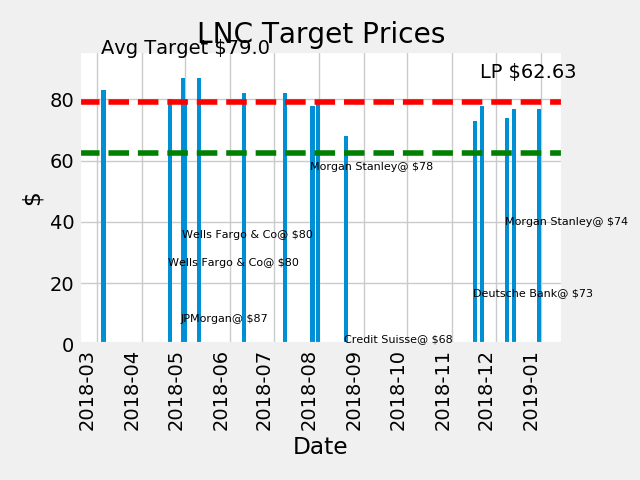 LNC Target Prices
Avg Target $79.0
LP $62.63
80
60
40
20
0
$
Morgan Stanley@ $78
Morgan Stanley@ $74
Wells Fargo & Co@ $80
Wells Fargo & Co@ $80
Deutsche Bank@ $73
JPMorgan@ $87
Credit Suisse@ $68
2018-03
2018-04
2018-05
2018-06
2018-07
2018-08
2018-09
2018-10
2018-11
2018-12
2019-01
Date